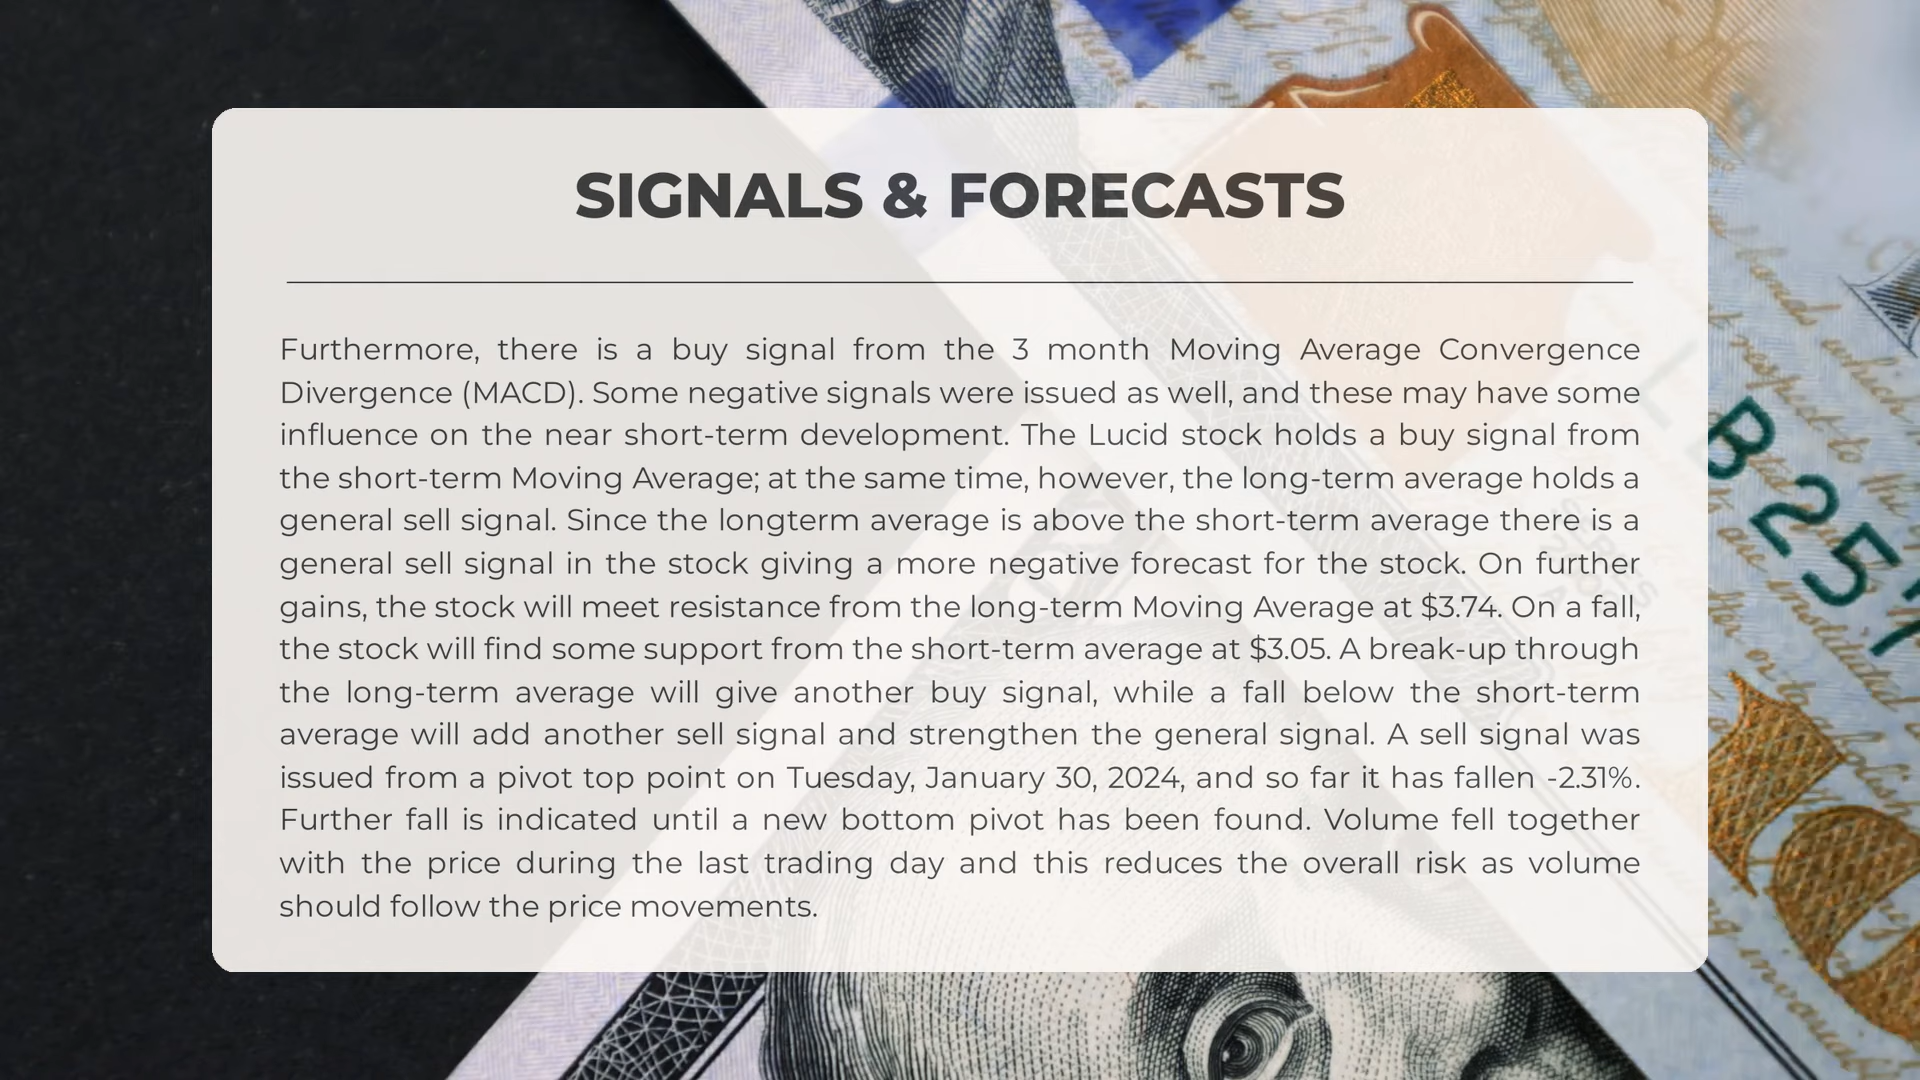 SIGNALS & FORECASTS
Furthermore, there is a buy signal from the 3 month Moving Average Convergence
Divergence (MACD). Some negative signals were issued as well, and these may have some
influence on the near short-term development. The Lucid stock holds a buy signal from
the short-term Moving Average; at the same time, however, the long-term average holds a
general sell signal. Since the longterm average is above the short-term average there is a
general sell signal in the stock giving a more negative forecast for the stock. On further
gains, the stock will meet resistance from the long-term Moving Average at $3.74. On a fall,
the stock will find some support from the short-term average at $3.05. A break-up through
the long-term average will give another buy signal, while a fall below the short-term
average will add another sell signal and strengthen the general signal. A sell signal was
issued from a pivot top point on Tuesday, January 30, 2024, and so far it has fallen -2.31%.
Further fall is indicated until a new bottom pivot has been found. Volume fell together
with the price during the last trading day and this reduces the overall risk as volume
should follow the price movements.
L B 257